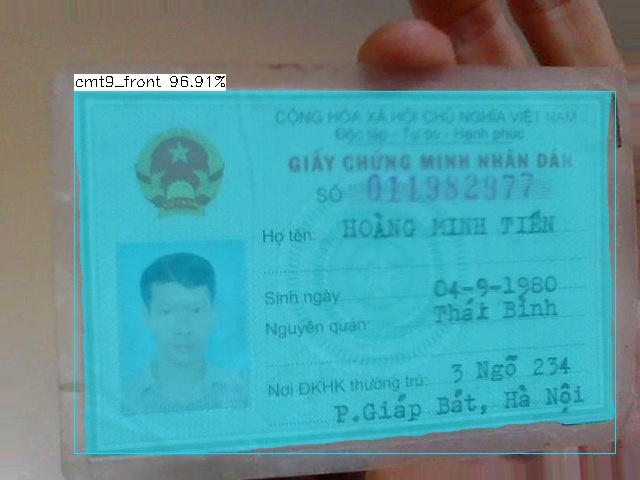 cmt9_front 96.91%
CỘNG HÒA XÃ HỘI CHỦ NGHĨA VIỆT NAM
Độc lập - Tự do - Hạnh phúc
GIẤY CHỨNG MINH NHÂN DÂN
SỐ 011982977
Họ tên: HOÀNG MINH TIẾN
Sinh ngày 04-9-1980
Nguyên quán: Thái Bình
Nơi ĐKHK thường trú: 3 Ngõ 234
P.Giáp Bát, Hà Nội